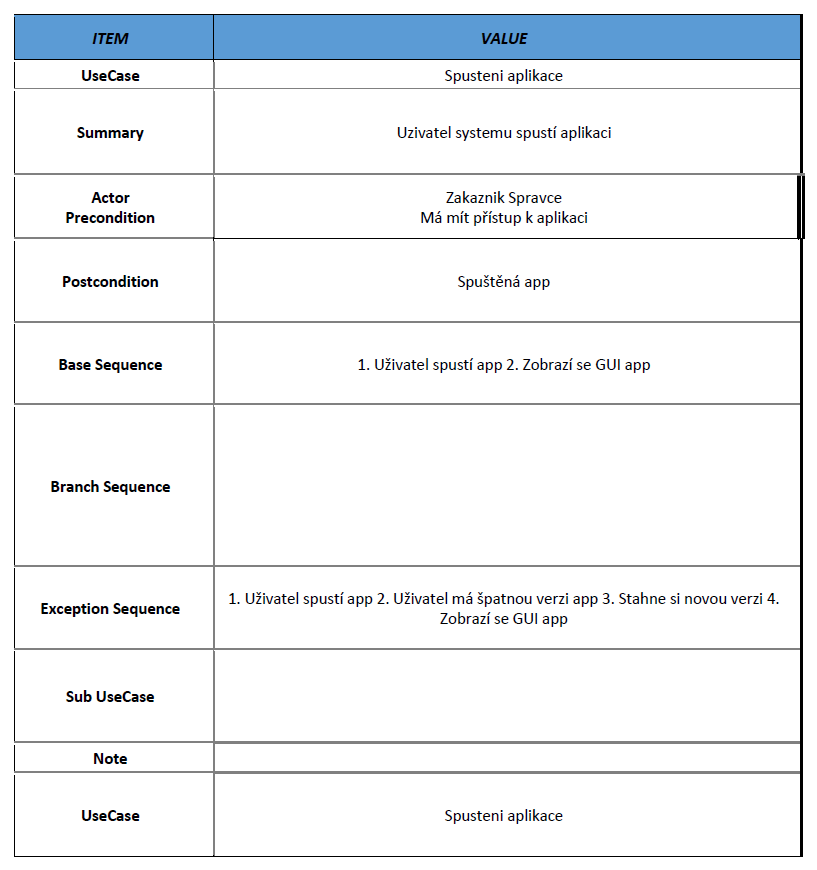 ITEM VALUE
UseCase Spusteni aplikace
Summary Uzivatel systemu spustí aplikaci
Actor Zakaznik Spravce
Precondition Má mít přístup k aplikaci
Postcondition Spuštěná app
Base Sequence 1. Uživatel spustí app 2. Zobrazí se GUI app
Branch Sequence
Exception Sequence 1. Uživatel spustí app 2. Uživatel má špatnou verzi app 3. Stahne si novou verzi 4.
Zobrazí se GUI app
Sub UseCase
Note
UseCase Spusteni aplikace